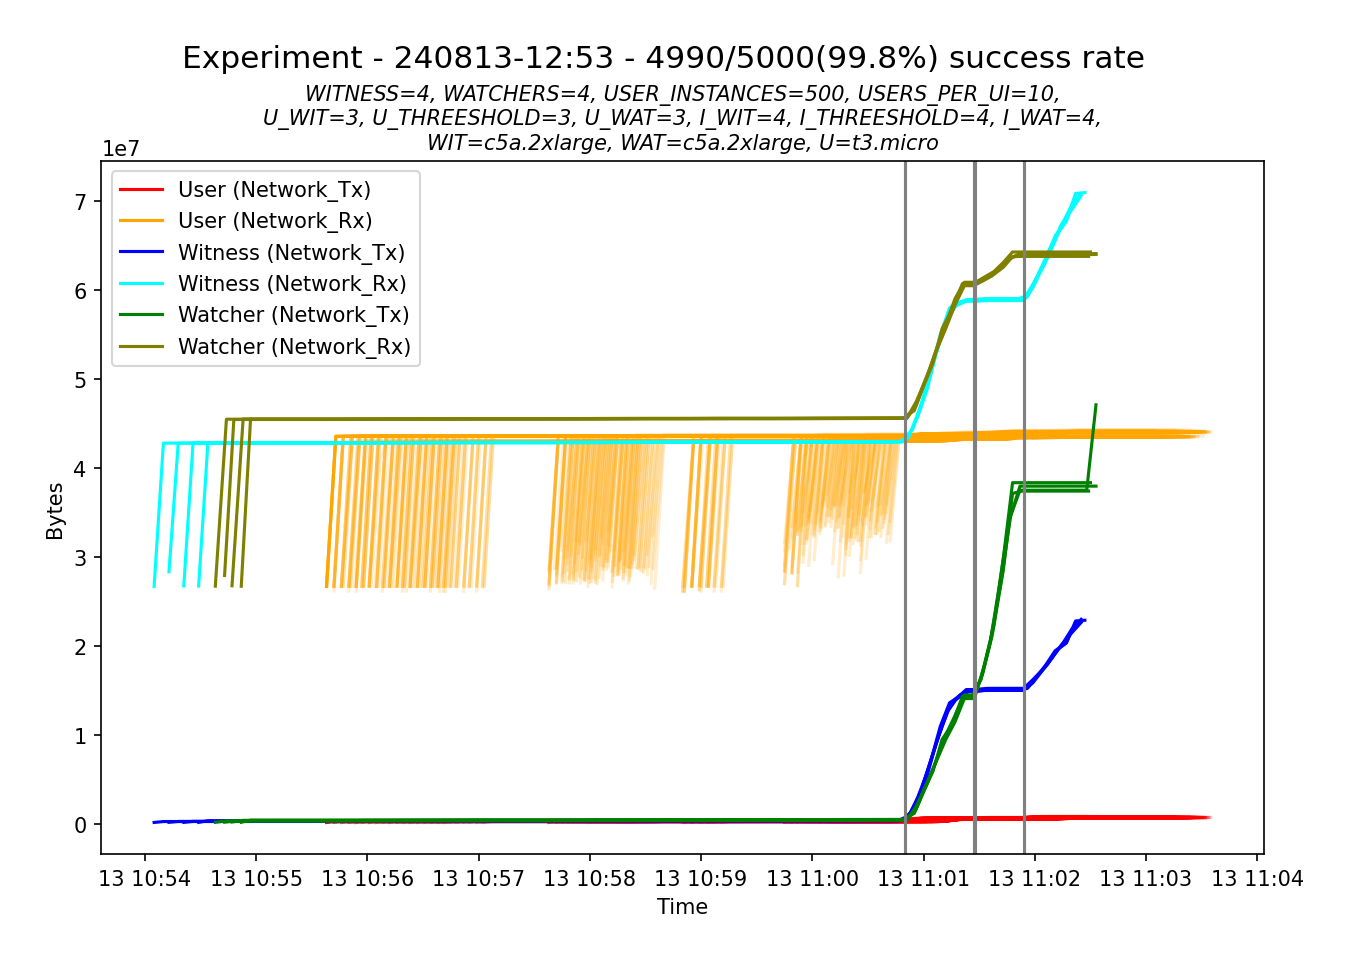 Experiment - 240813-12:53 - 4990/5000(99.8%) success rate
WITNESS=4, WATCHERS=4, USER_INSTANCES=500, USERS_PER_UI=10,
U_WIT=3, U_THREESHOLD=3, U_WAT=3, I_WIT=4, I_THREESHOLD=4, I_WAT=4,
WIT=c5a.2xlarge, WAT=c5a.2xlarge, U=t3.micro
1e7
User (Network_Tx)
User (Network_Rx)
Witness (Network_Tx)
Witness (Network_Rx)
Watcher (Network_Tx)
Watcher (Network_Rx)
7
6
5
4
3
2
1
0
Bytes
13 10:54 13 10:55 13 10:56 13 10:57 13 10:58 13 10:59 13 11:00 13 11:01 13 11:02 13 11:03 13 11:04
Time